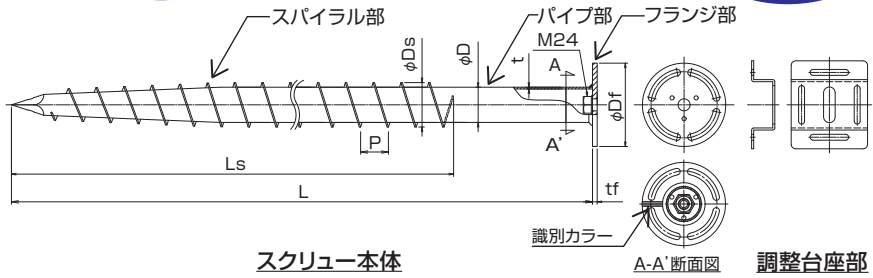 スパイラル部
パイプ部
フランジ部
M24
φDs
φD
t
A
A'
φDf
P
Ls
L
tf
識別カラー
スクリュー本体
A-A'断面図
調整台座部